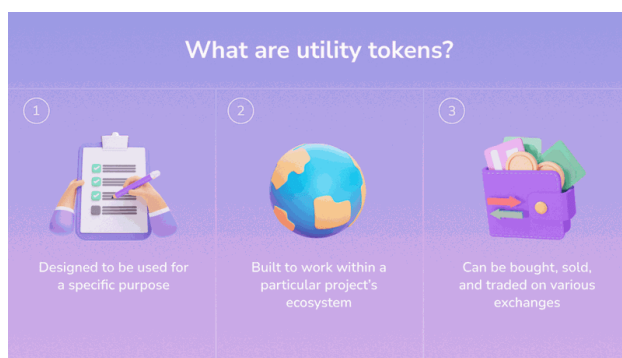 What are utility tokens?
1
2
3
Designed to be used for
a specific purpose
Built to work within a
particular project's
ecosystem
Can be bought, sold,
and traded on various
exchanges